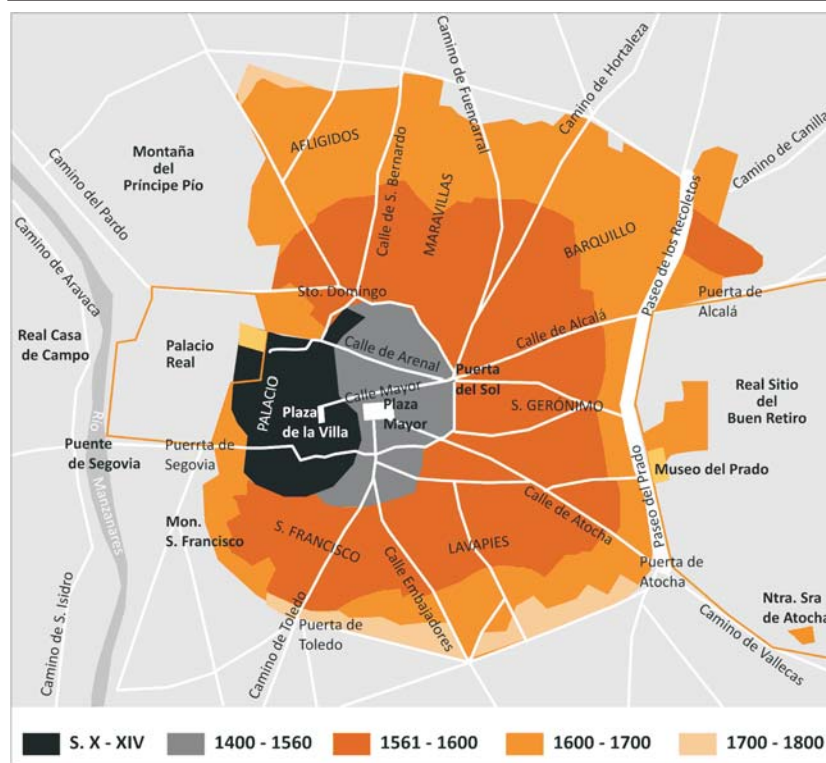 Camino de Fuencarral
Camino de Hortaleza
Camino de Canilla
AFLIGIDOS
Montaña
del
Príncipe Pío
Calle de S. Bernardo
MARAVILLAS
Camino del Pardo
Camino de Aravaca
BARQUILLO
Paseo de los Recoletos
Sto. Domingo
Puerta de
Alcalá
Real Casa
de Campo
Palacio
Real
Calle de Arenal
Calle de Alcalá
Puerta
del Sol
PALACIO
Calle Mayor
Plaza
Mayor
Plaza
de la Villa
S. GERÓNIMO
Real Sitio
del
Buen Retiro
Río Manzanares
Puente
de Segovia
Puerrta de
Segovia
Museo del Prado
Paseo del Prado
Calle de Atocha
Mon.
S. Francisco
S. FRANCISCO
LAVAPIES
Puerta de
Atocha
Calle Embajadores
Ntra. Sra
de Atocha
Camino de S. Isidro
Camino de Toledo
Puerta de
Toledo
Camino de Vallecas
S. X - XIV
1400 - 1560
1561 - 1600
1600 - 1700
1700 - 1800